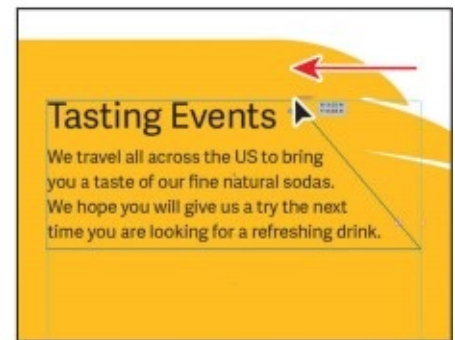 Tasting Events
We travel all across the US to bring
you a taste of our fine natural sodas.
We hope you will give us a try the next
time you are looking for a refreshing drink.